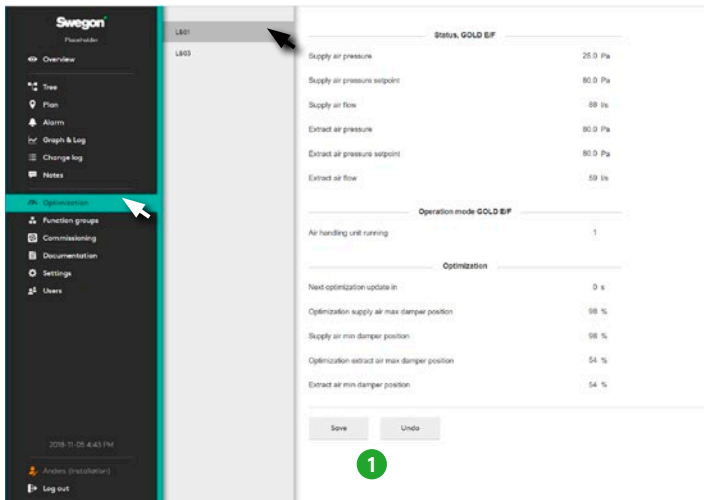 Swegon
Placeholder
Overview
Tree
Plan
Alarm
Graph & Log
Change log
Notes
Optimization
Function groups
Commissioning
Documentation
Settings
Users
2018-11-05 4:43 PM
Anders (Installation)
Log out
LB01
LB03
Status, GOLD E/F
Supply air pressure 25.0 Pa
Supply air pressure setpoint 80.0 Pa
Supply air flow 88 l/s
Extract air pressure 80.0 Pa
Extract air pressure setpoint 80.0 Pa
Extract air flow 59 l/s
Operation mode GOLD E/F
Air handling unit running 1
Optimization
Next optimization update in 0 s
Optimization supply air max damper position 98 %
Supply air min damper position 98 %
Optimization extract air max damper position 54 %
Extract air min damper position 54 %
Save Undo
1